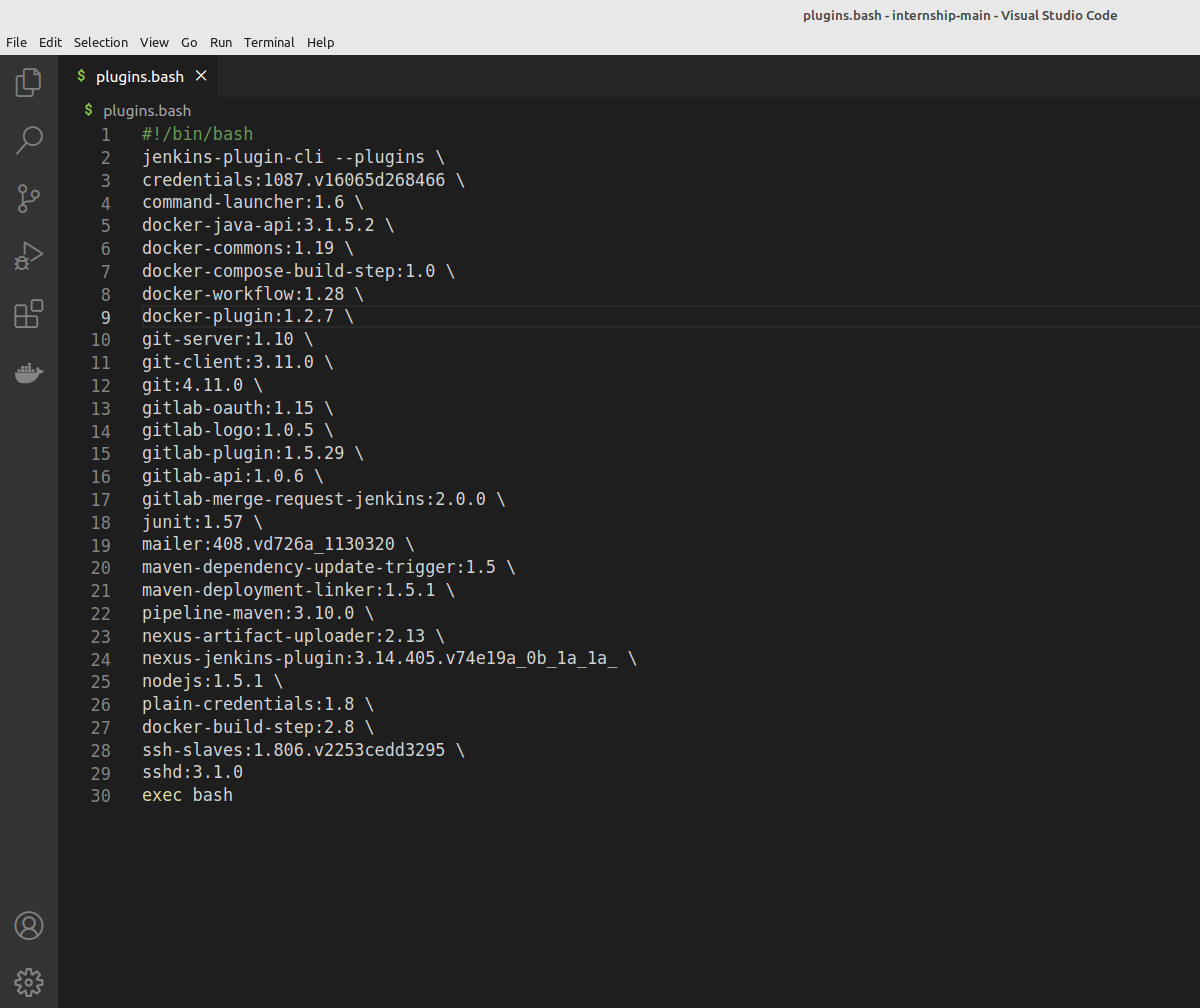 plugins.bash - internship-main - Visual Studio Code
File Edit Selection View Go Run Terminal Help
$ plugins.bash ×
$ plugins.bash
1 #!/bin/bash
2 jenkins-plugin-cli --plugins \
3 credentials:1087.v16065d268466 \
4 command-launcher:1.6 \
5 docker-java-api:3.1.5.2 \
6 docker-commons:1.19 \
7 docker-compose-build-step:1.0 \
8 docker-workflow:1.28 \
9 docker-plugin:1.2.7 \
10 git-server:1.10 \
11 git-client:3.11.0 \
12 git:4.11.0 \
13 gitlab-oauth:1.15 \
14 gitlab-logo:1.0.5 \
15 gitlab-plugin:1.5.29 \
16 gitlab-api:1.0.6 \
17 gitlab-merge-request-jenkins:2.0.0 \
18 junit:1.57 \
19 mailer:408.vd726a_1130320 \
20 maven-dependency-update-trigger:1.5 \
21 maven-deployment-linker:1.5.1 \
22 pipeline-maven:3.10.0 \
23 nexus-artifact-uploader:2.13 \
24 nexus-jenkins-plugin:3.14.405.v74e19a_0b_1a_1a_ \
25 nodejs:1.5.1 \
26 plain-credentials:1.8 \
27 docker-build-step:2.8 \
28 ssh-slaves:1.806.v2253cedd3295 \
29 sshd:3.1.0
30 exec bash